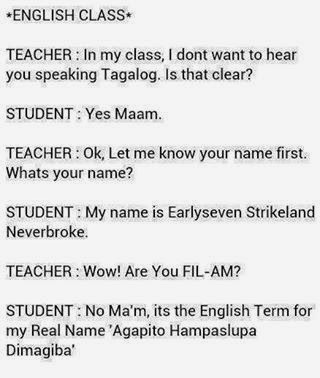 *ENGLISH CLASS*
TEACHER : In my class, I dont want to hear
you speaking Tagalog. Is that clear?
STUDENT : Yes Maam.
TEACHER : Ok, Let me know your name first.
Whats your name?
STUDENT : My name is Earlyseven Strikeland
Neverbroke.
TEACHER : Wow! Are You FIL-AM?
STUDENT : No Ma'm, its the English Term for
my Real Name 'Agapito Hampaslupa
Dimagiba'